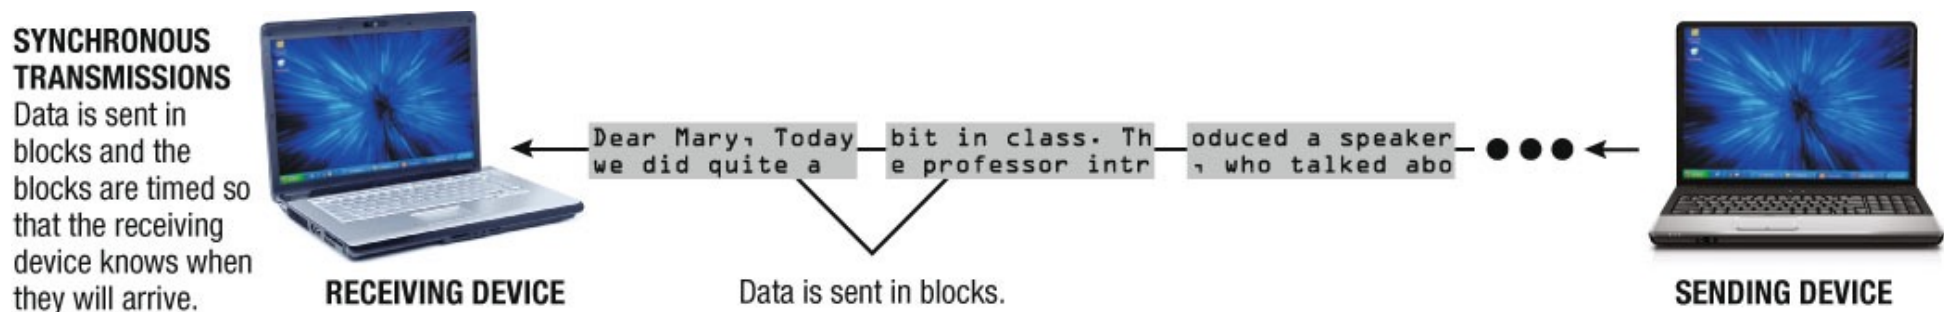 SYNCHRONOUS
TRANSMISSIONS
Data is sent in
blocks and the
blocks are timed so
that the receiving
device knows when
they will arrive.
RECEIVING DEVICE
Dear Mary, Today
we did quite a
bit in class. Th
e professor intr
oduced a speaker
, who talked abo
Data is sent in blocks.
SENDING DEVICE